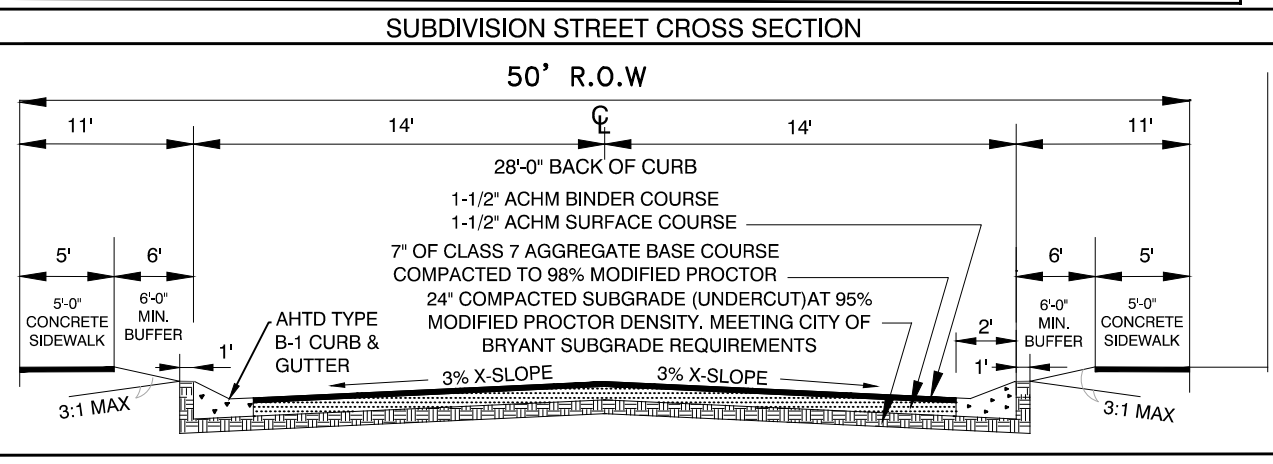 SUBDIVISION STREET CROSS SECTION
50' R.O.W
11'
14'
CL
14'
11'
28'-0" BACK OF CURB
1-1/2" ACHM BINDER COURSE
1-1/2" ACHM SURFACE COURSE
7" OF CLASS 7 AGGREGATE BASE COURSE
COMPACTED TO 98% MODIFIED PROCTOR
24" COMPACTED SUBGRADE (UNDERCUT)AT 95%
MODIFIED PROCTOR DENSITY. MEETING CITY OF
BRYANT SUBGRADE REQUIREMENTS
5'
6'
5'-0"
CONCRETE
SIDEWALK
6'-0"
MIN.
BUFFER
1'
AHTD TYPE
B-1 CURB &
GUTTER
2'
1'
6'
5'
6'-0"
MIN.
BUFFER
5'-0"
CONCRETE
SIDEWALK
3% X-SLOPE
3% X-SLOPE
3:1 MAX
3:1 MAX